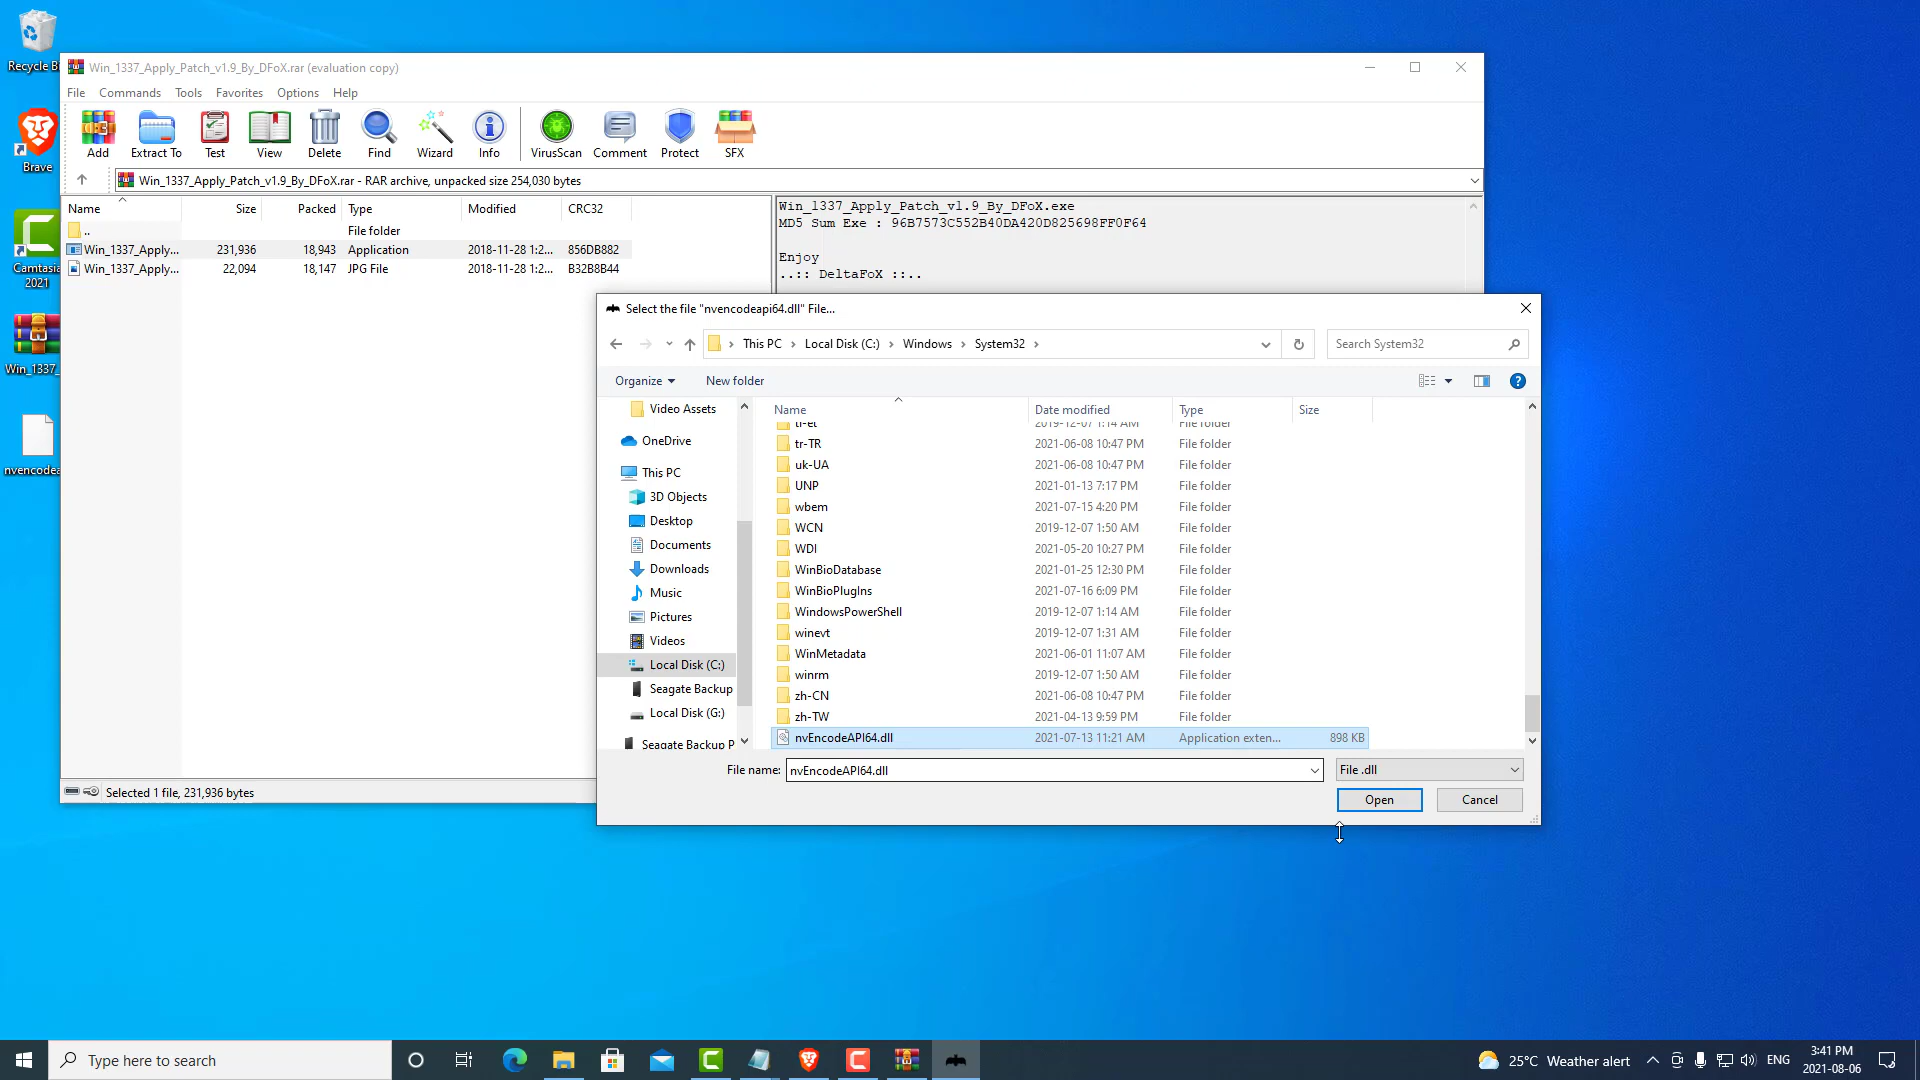 Recycle B
Brave
Camtasia
2021
Win_1337_
nvencodea
Win_1337_Apply_Patch_v1.9_By_DFoX.rar (evaluation copy)
File Commands Tools Favorites Options Help
Add Extract To Test View Delete Find Wizard Info VirusScan Comment Protect SFX
Win_1337_Apply_Patch_v1.9_By_DFoX.rar - RAR archive, unpacked size 254,030 bytes
Name Size Packed Type Modified CRC32
.. File folder
Win_1337_Apply... 231,936 18,943 Application 2018-11-28 1:2... 856DB882
Win_1337_Apply... 22,094 18,147 JPG File 2018-11-28 1:2... B32B8B44
Win_1337_Apply_Patch_v1.9_By_DFoX.exe
MD5 Sum Exe : 96B7573C552B40DA420D825698FF0F64
Enjoy
..:: DeltaFoX ::..
Selected 1 file, 231,936 bytes
Select the file "nvencodeapi64.dll" File...
This PC Local Disk (C:) Windows System32
Search System32
Organize New folder
Video Assets
OneDrive
This PC
3D Objects
Desktop
Documents
Downloads
Music
Pictures
Videos
Local Disk (C:)
Seagate Backup
Local Disk (G:)
Seagate Backup P
Name Date modified Type Size
2019-12-07 1:14 AM File folder
tr-TR 2021-06-08 10:47 PM File folder
uk-UA 2021-06-08 10:47 PM File folder
UNP 2021-01-13 7:17 PM File folder
wbem 2021-07-15 4:20 PM File folder
WCN 2019-12-07 1:50 AM File folder
WDI 2021-05-20 10:27 PM File folder
WinBioDatabase 2021-01-25 12:30 PM File folder
WinBioPlugIns 2021-07-16 6:09 PM File folder
WindowsPowerShell 2019-12-07 1:14 AM File folder
winevt 2019-12-07 1:31 AM File folder
WinMetadata 2021-06-01 11:07 AM File folder
winrm 2019-12-07 1:50 AM File folder
zh-CN 2021-06-08 10:47 PM File folder
zh-TW 2021-04-13 9:59 PM File folder
nvEncodeAPI64.dll 2021-07-13 11:21 AM Application exten... 898 KB
File name: nvEncodeAPI64.dll File .dll
Open Cancel
Type here to search
25°C Weather alert ENG
3:41 PM
2021-08-06